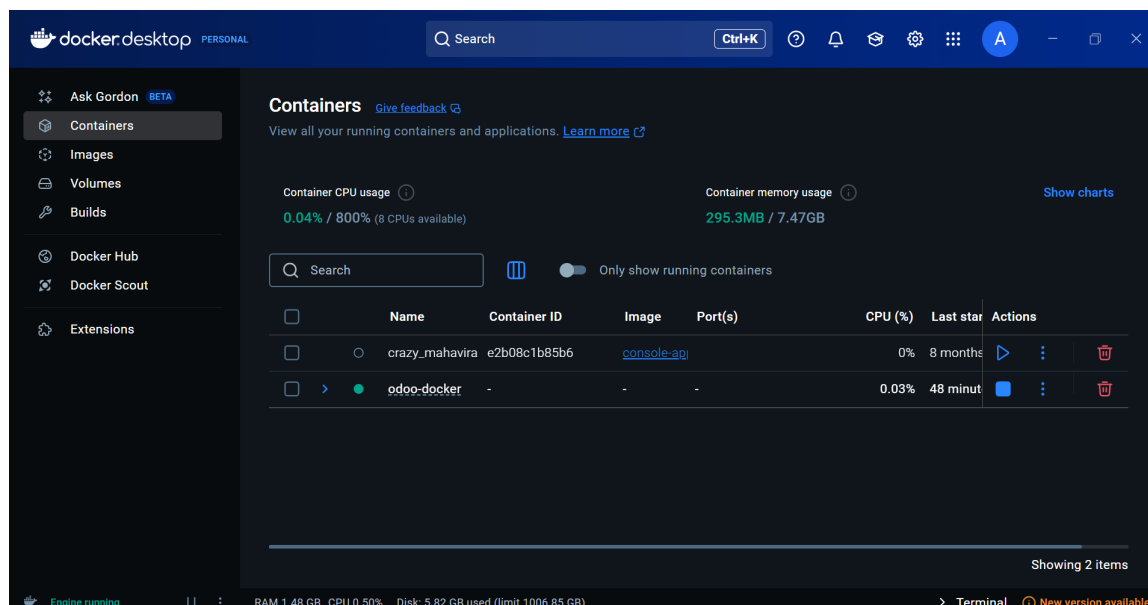 docker.desktop PERSONAL
Search Ctrl+K
A
Ask Gordon BETA
Containers
Images
Volumes
Builds
Docker Hub
Docker Scout
Extensions
Containers Give feedback
View all your running containers and applications. Learn more
Container CPU usage
0.04% / 800% (8 CPUs available)
Container memory usage
295.3MB / 7.47GB
Show charts
Search
Only show running containers
Name Container ID Image Port(s) CPU (%) Last star Actions
crazy_mahavira e2b08c1b85b6 console-app 0% 8 months
odoo-docker - - - 0.03% 48 minut
Showing 2 items
Engine running RAM 1.48 GB CPU 0.50% Disk: 5.82 GB used (limit 1006.85 GB) Terminal New version available